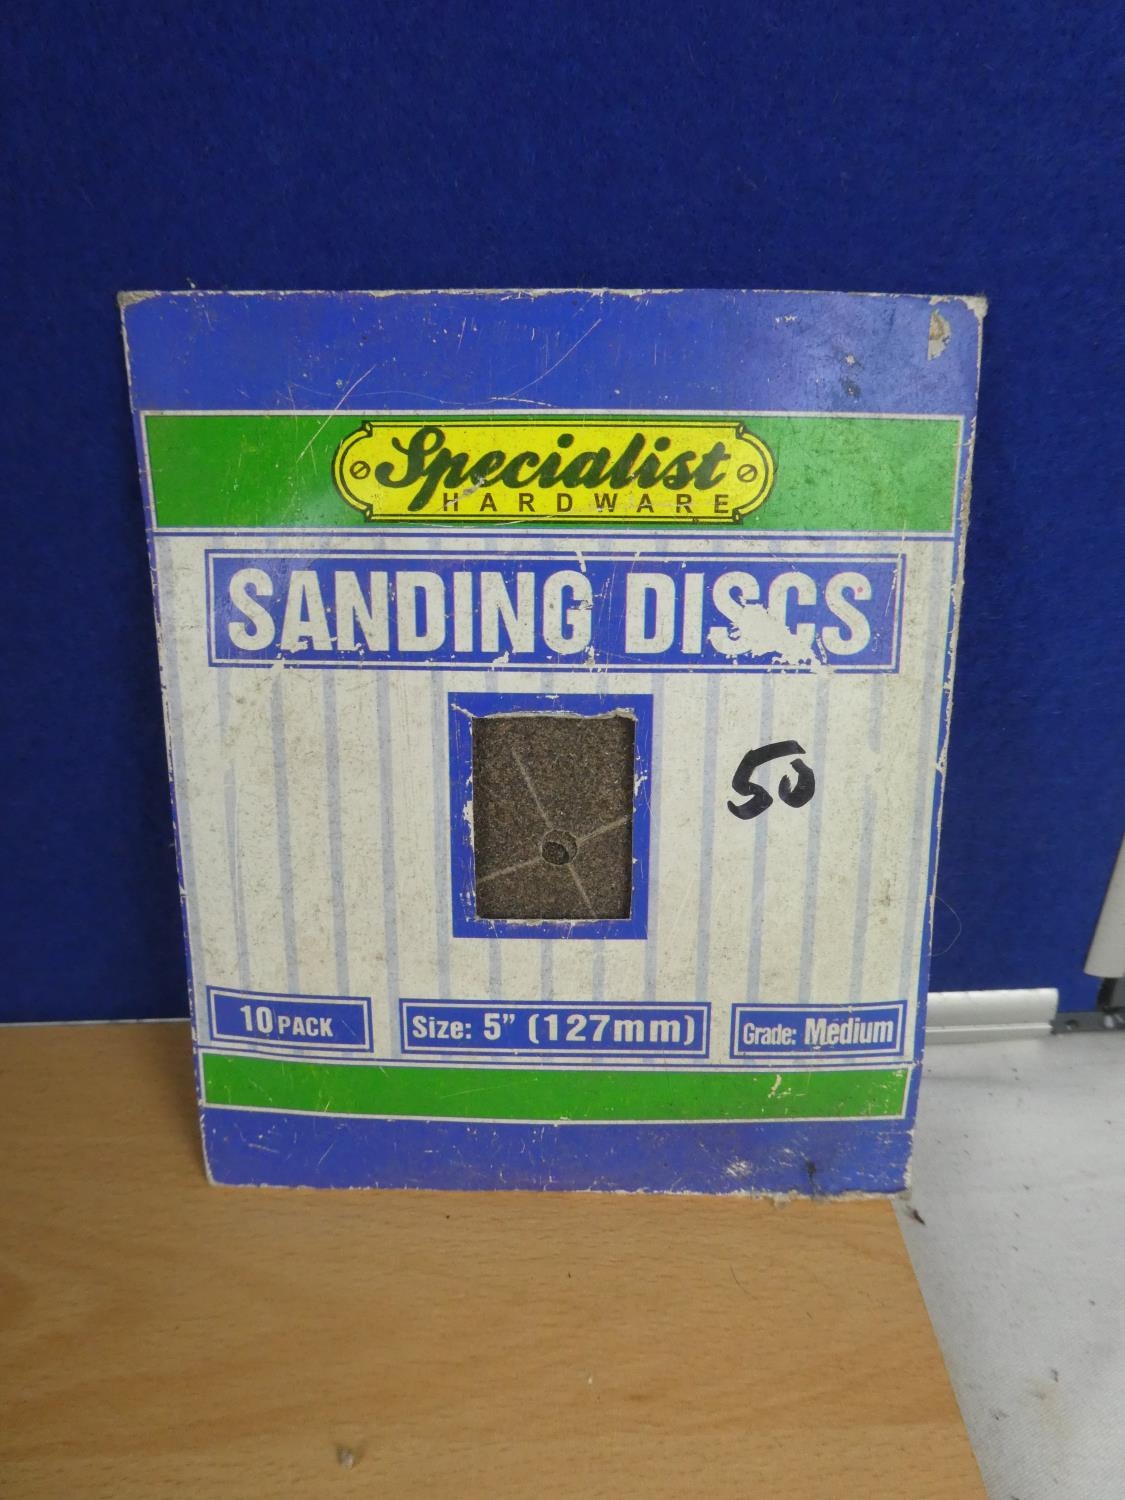 Specialist
HARDWARE
SANDING DISCS
50
10 PACK
Size: 5" (127mm)
Grade: Medium